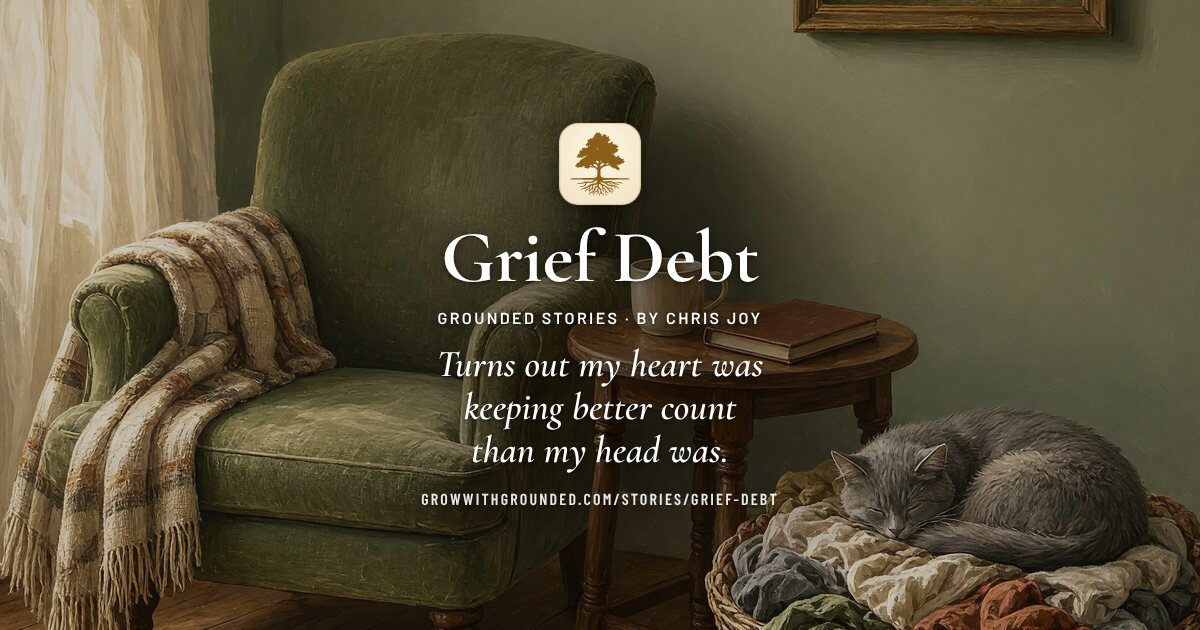 Grief Debt
GROUNDED STORIES · BY CHRIS JOY
Turns out my heart was
keeping better count
than my head was.
GROWWITHGROUNDED.COM/STORIES/GRIEF-DEBT